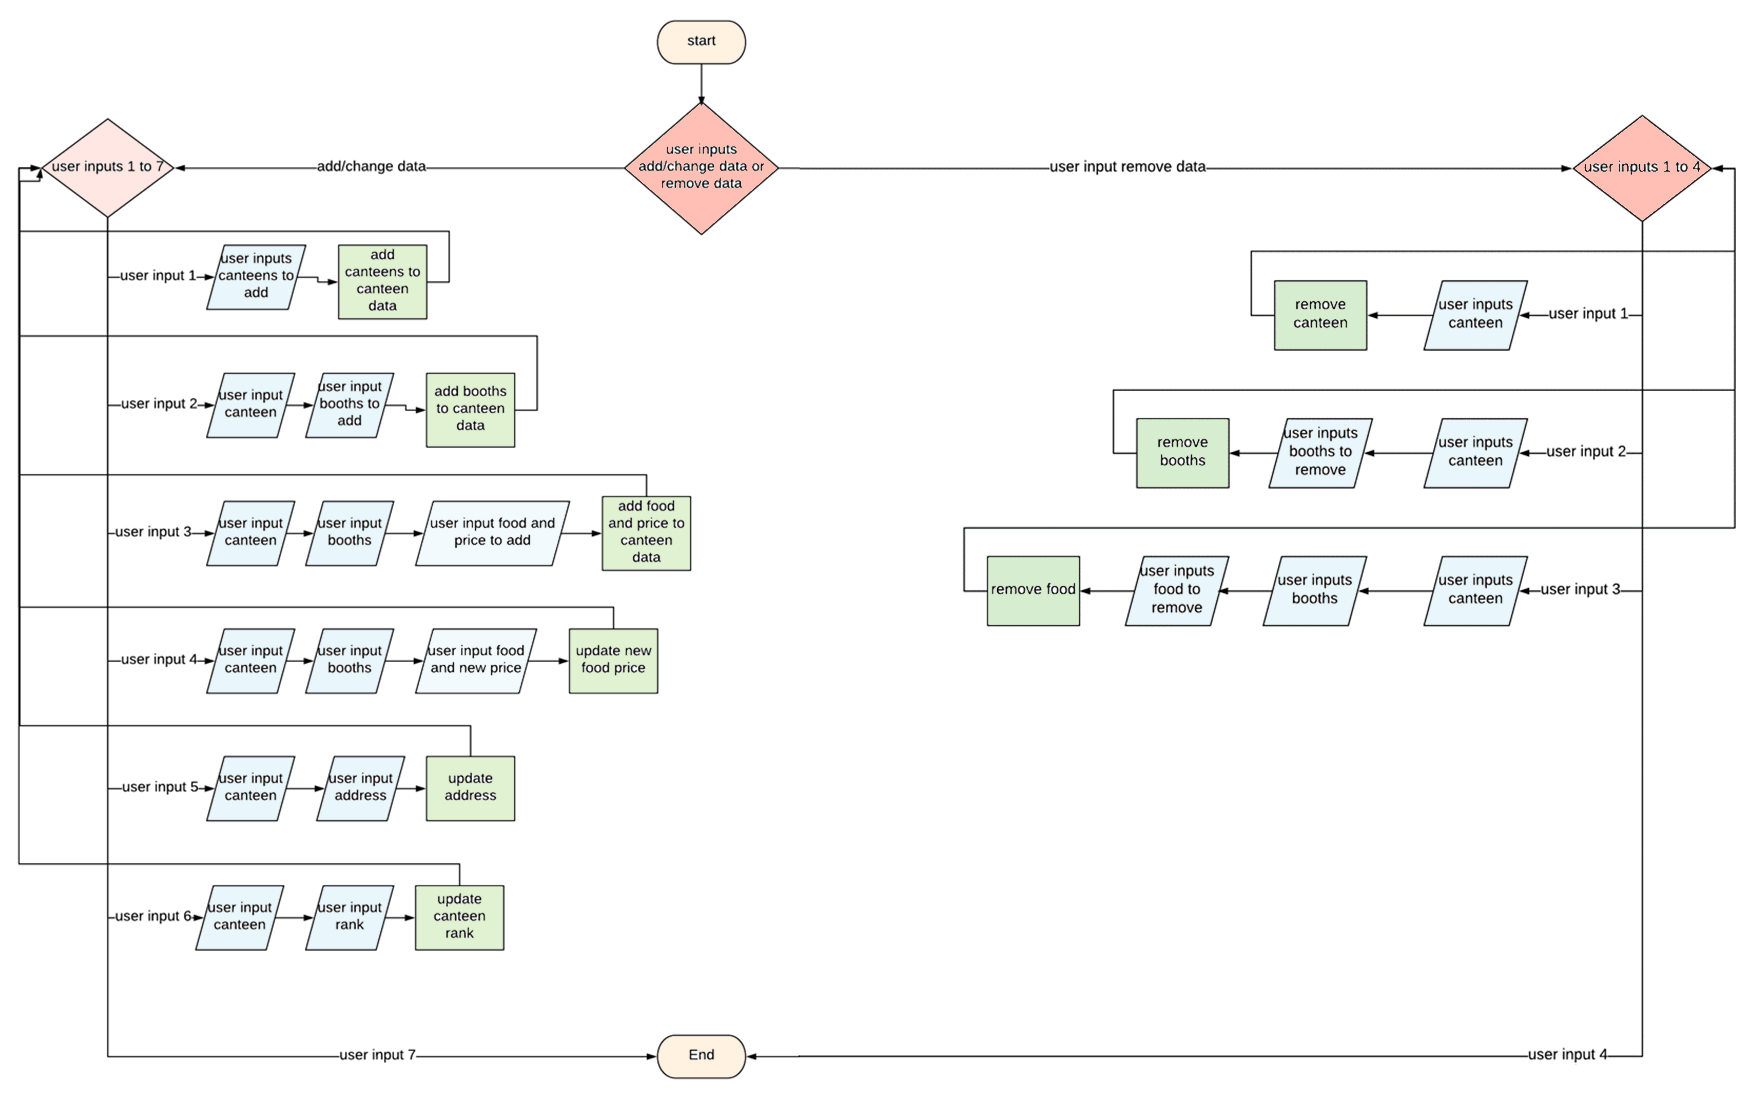 start
user inputs
add/change data or
remove data
add/change data
user input remove data
user inputs 1 to 7
user inputs 1 to 4
user input 1
user inputs
canteens to
add
add
canteens to
canteen
data
user input 2
user input
canteen
user input
booths to
add
add booths
to canteen
data
user input 3
user input
canteen
user input
booths
user input food and
price to add
add food
and price to
canteen
data
user input 4
user input
canteen
user input
booths
user input food
and new price
update new
food price
user input 5
user input
canteen
user input
address
update
address
user input 6
user input
canteen
user input
rank
update
canteen
rank
user input 7
remove
canteen
user inputs
canteen
user input 1
remove
booths
user inputs
booths to
remove
user inputs
canteen
user input 2
remove food
user inputs
food to
remove
user inputs
booths
user inputs
canteen
user input 3
End
user input 4